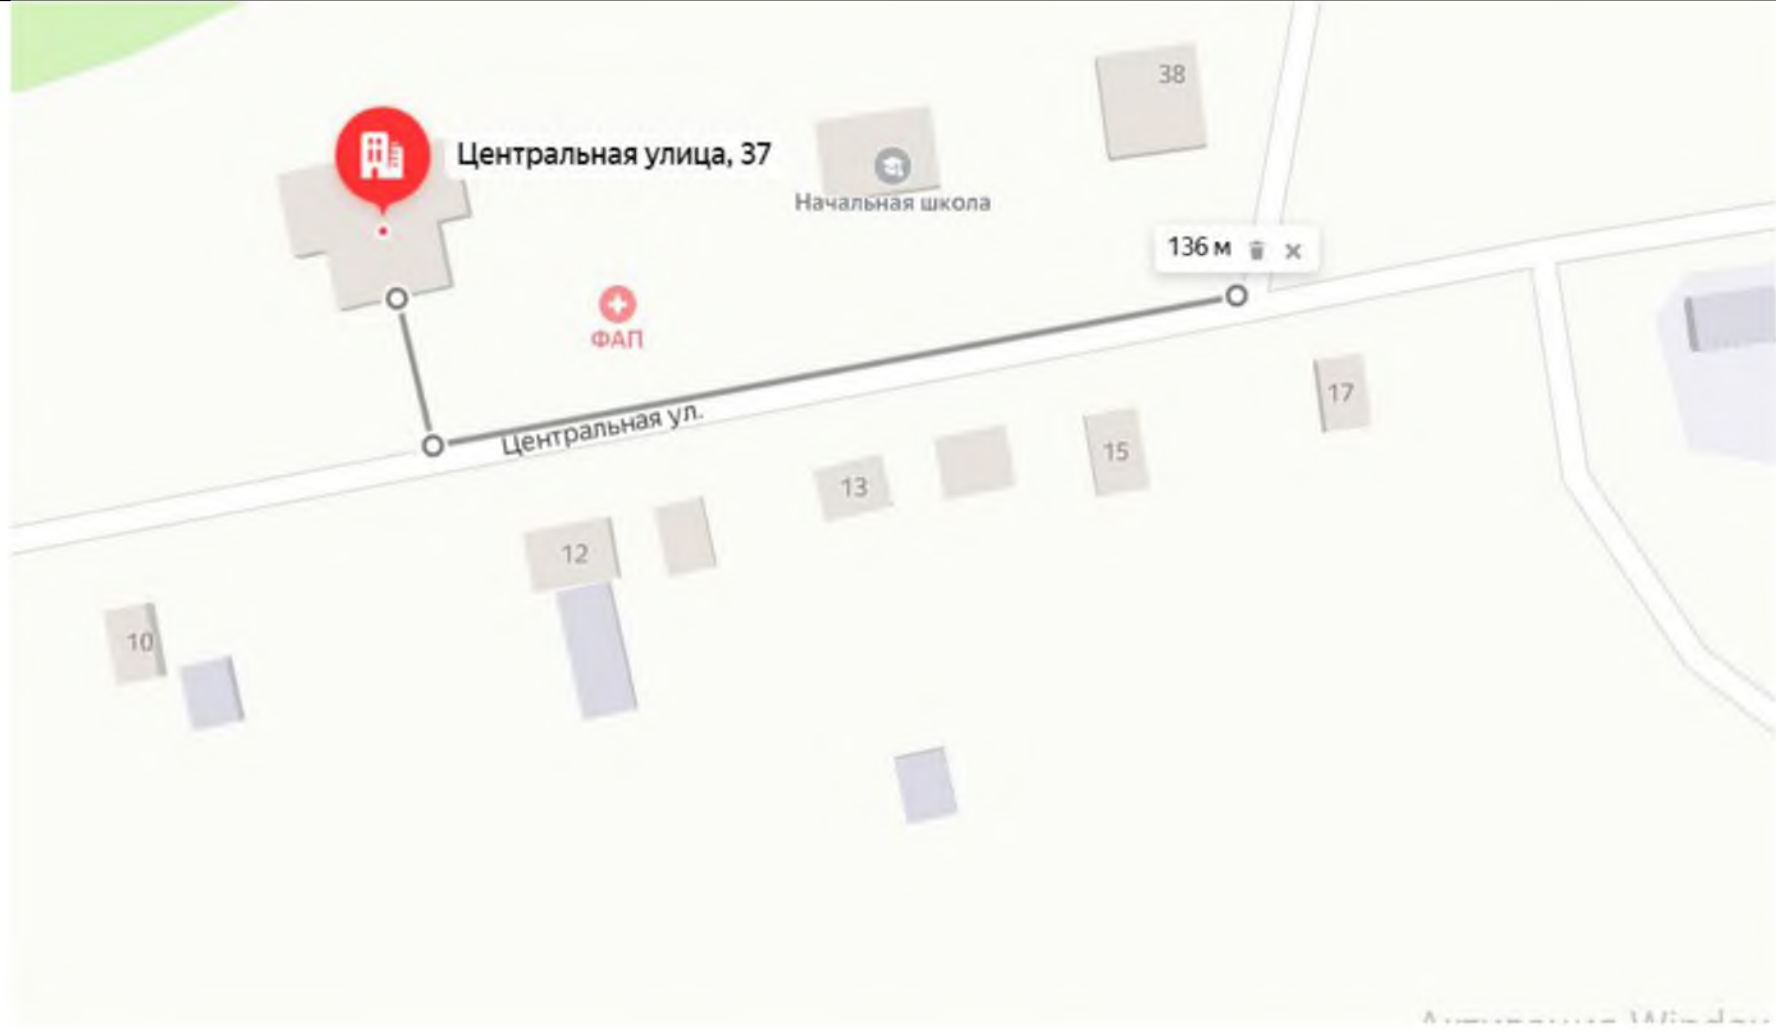 38
Центральная улица, 37
Начальная школа
136 м
ФАП
Центральная ул.
17
15
13
12
10